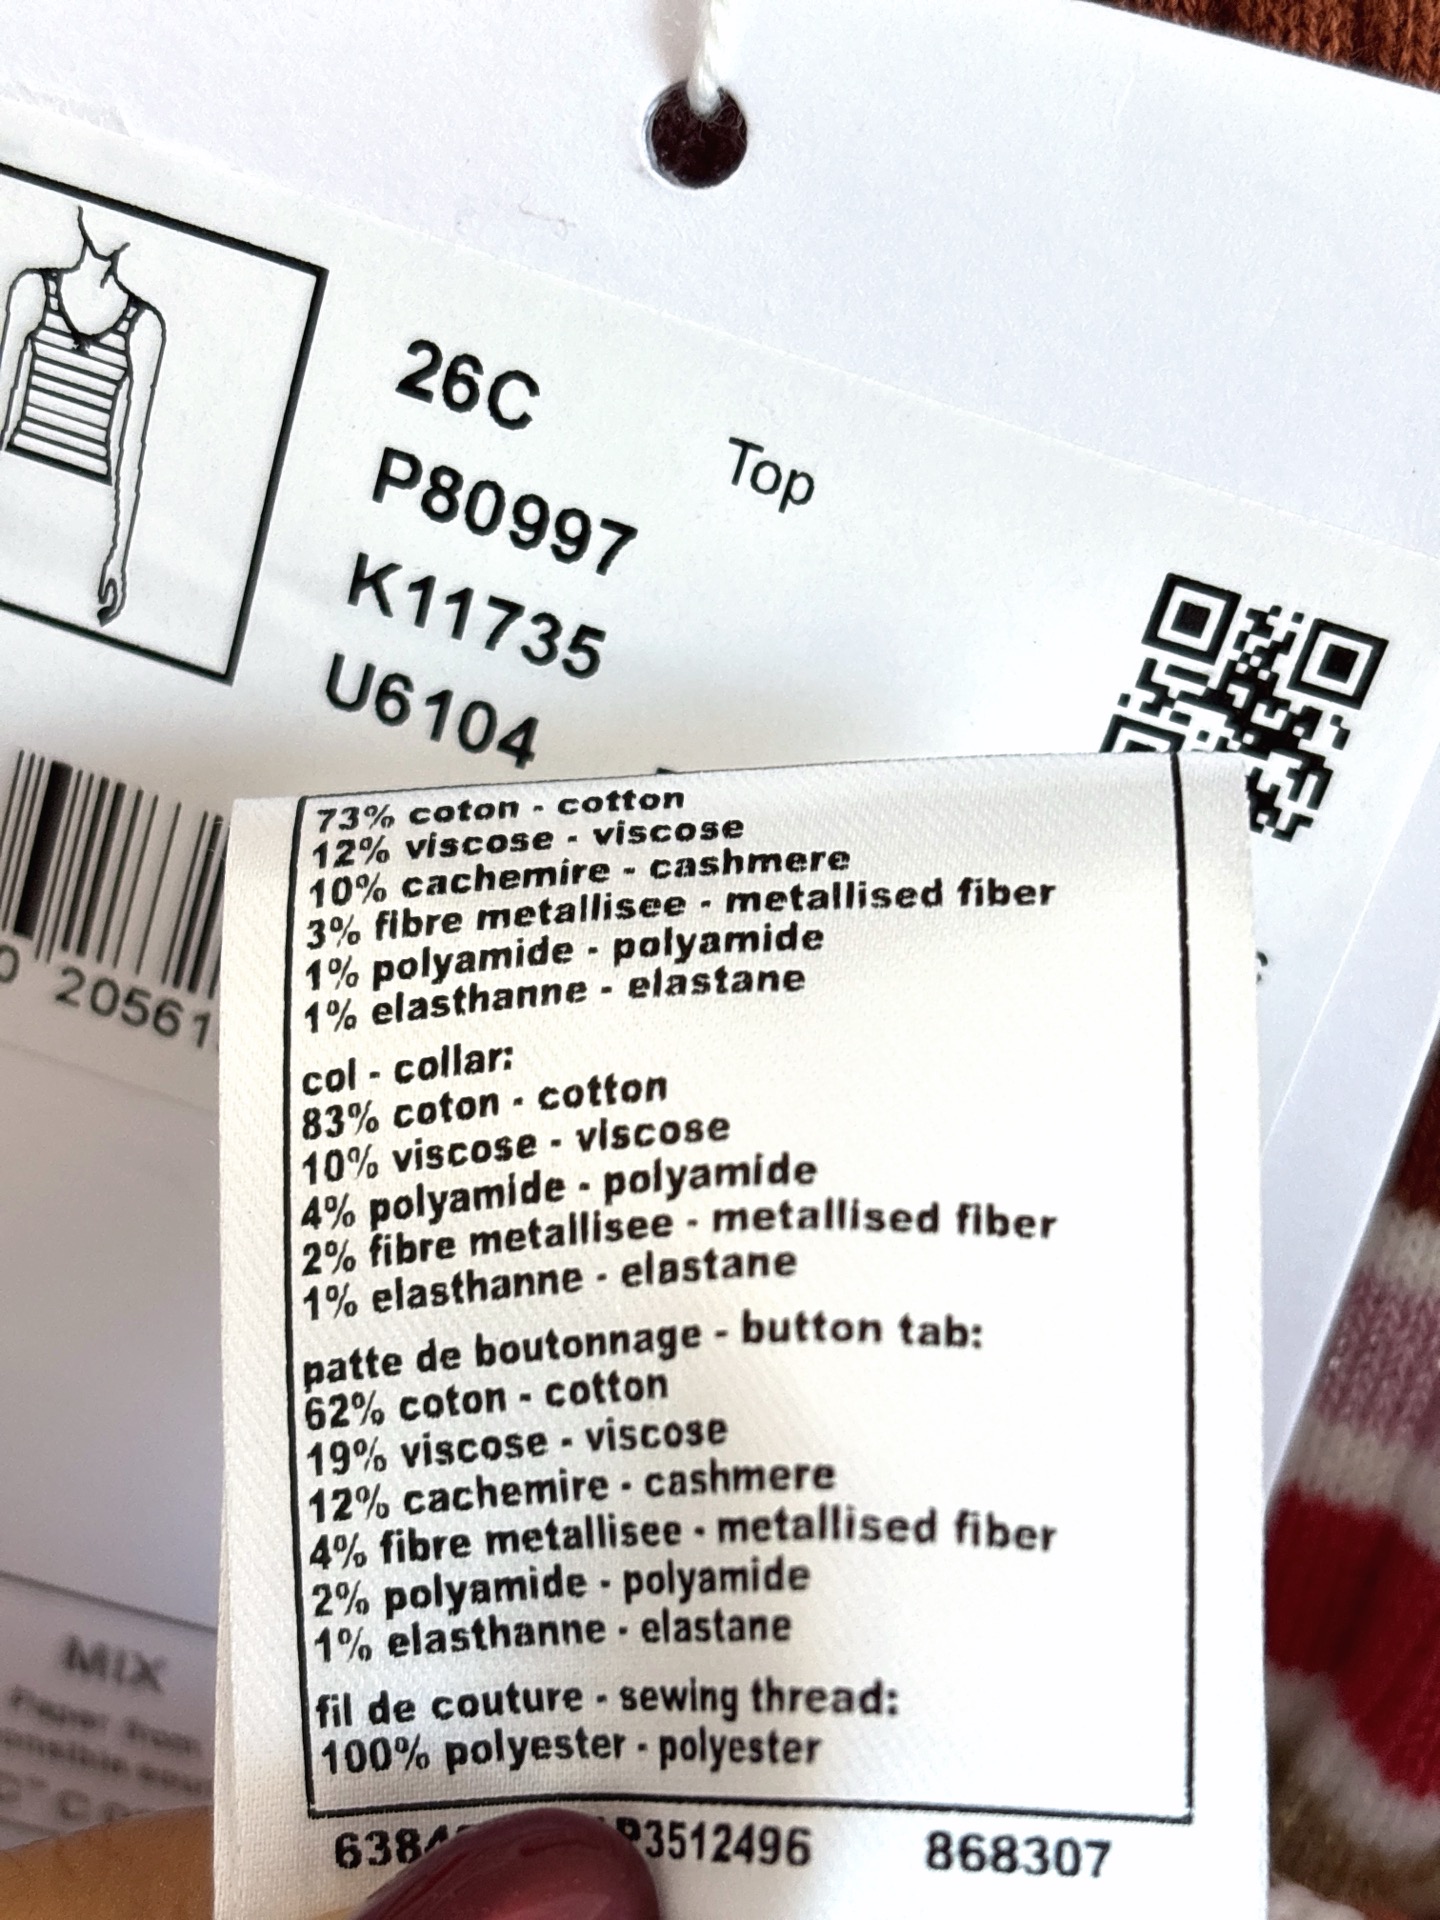 26C
Top
P80997
K11735
U6104
73% coton - cotton
12% viscose - viscose
10% cachemire - cashmere
3% fibre metallisee - metallised fiber
1% polyamide - polyamide
1% elasthanne - elastane
col - collar:
83% coton - cotton
10% viscose - viscose
4% polyamide - polyamide
2% fibre metallisee - metallised fiber
1% elasthanne - elastane
patte de boutonnage - button tab:
62% coton - cotton
19% viscose - viscose
12% cachemire - cashmere
4% fibre metallisee - metallised fiber
2% polyamide - polyamide
1% elasthanne - elastane
fil de couture - sewing thread:
100% polyester - polyester
868307
MIX
Paper from